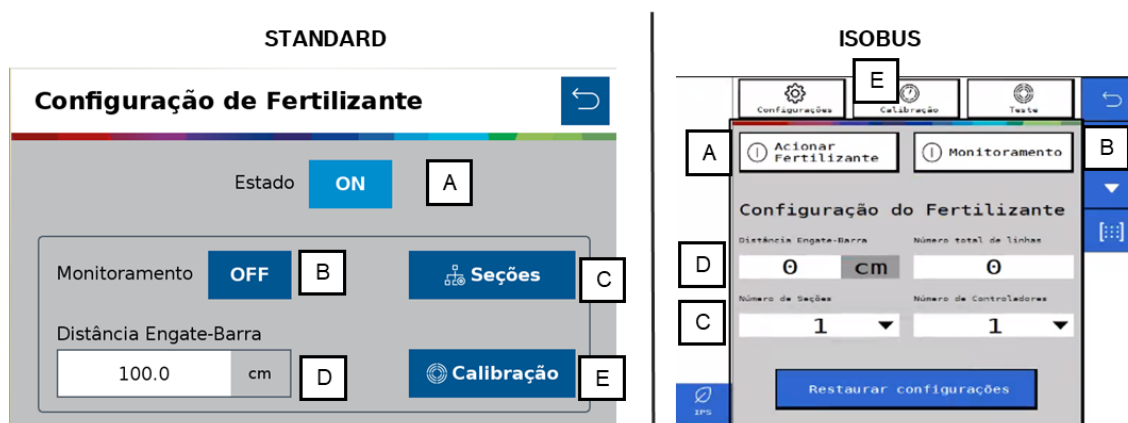 STANDARD
Configuração de Fertilizante
Estado ON A
Monitoramento OFF B
Seções C
Distância Engate-Barra
100.0 cm D
Calibração E
ISOBUS
E
Configurações Calibração Teste
A Acionar Fertilizante
Monitoramento B
Configuração do Fertilizante
Distância Engate-Barra Número total de linhas
D 0 cm 0
Número de Seções Número de Controladores
C 1 1
Restaurar configurações
IPS